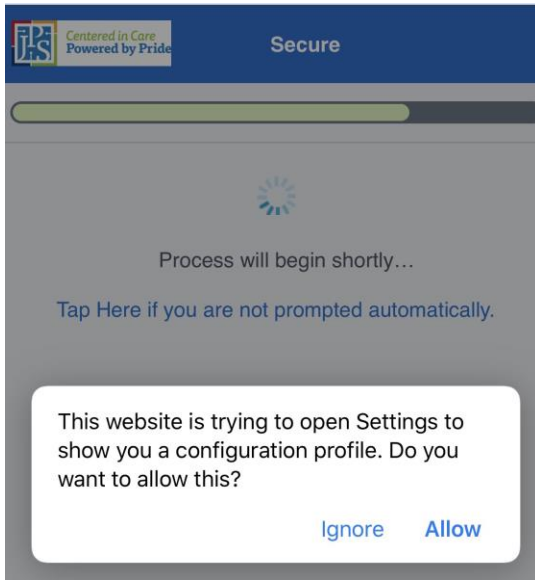 JPS
Centered in Care
Powered by Pride
Secure
Process will begin shortly...
Tap Here if you are not prompted automatically.
This website is trying to open Settings to
show you a configuration profile. Do you
want to allow this?
Ignore Allow